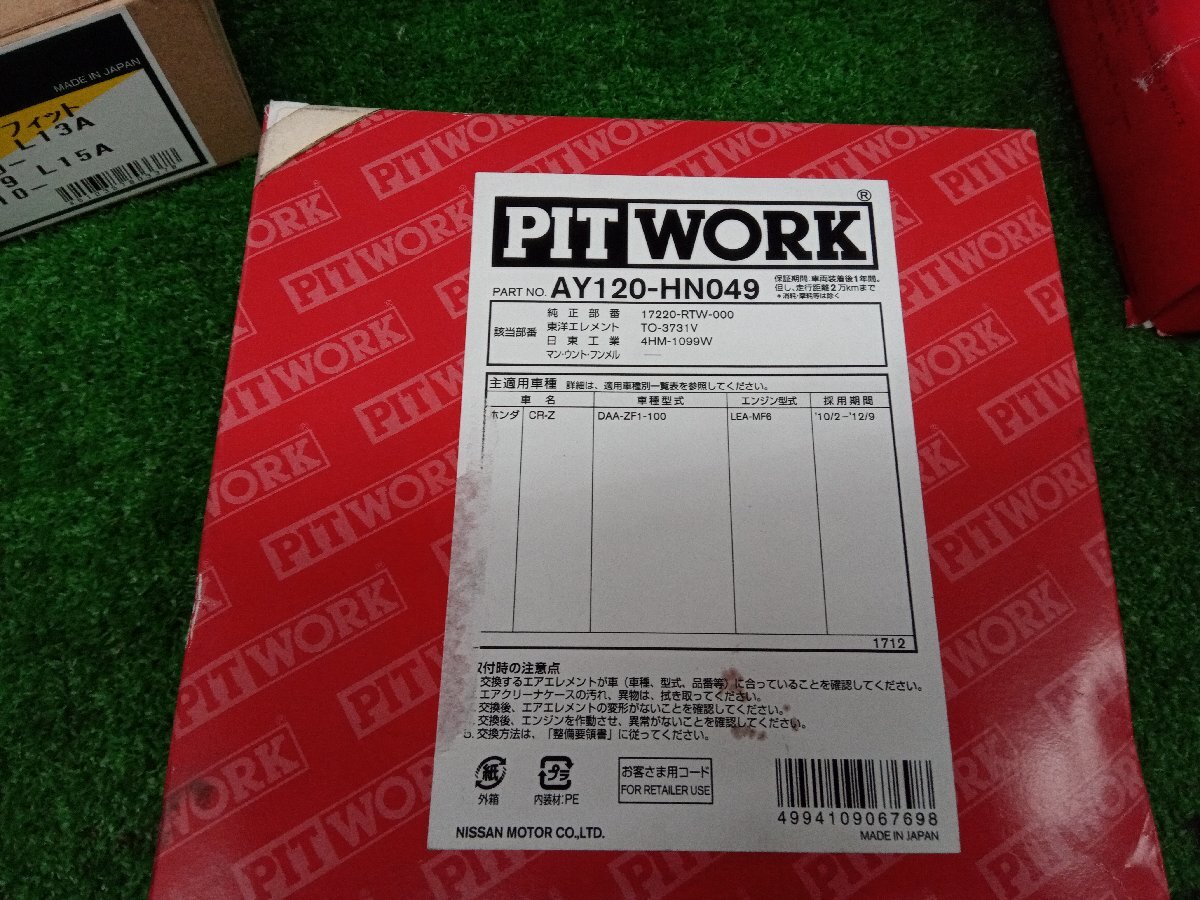 MADE IN JAPAN
フィット
L13A
9 L15A
10-
PIT WORK
®
PART NO. AY120-HN049
保証期間:車両装着後1年間。
但し、走行距離2万kmまで
*消耗・摩耗等は除く
該当部番
純正部番 17220-RTW-000
東洋エレメント TO-3731V
日東工業 4HM-1099W
マン・ウント・フンメル —
主適用車種 詳細は、適用車種別一覧表を参照してください。
車名 車種型式 エンジン型式 採用期間
ホンダ CR-Z DAA-ZF1-100 LEA-MF6 '10/2-'12/9
1712
取付時の注意点
交換するエアエレメントが車（車種、型式、品番等）に合っていることを確認してください。
エアクリーナケースの汚れ、異物は、拭き取ってください。
交換後、エアエレメントの変形がないことを確認してください。
交換後、エンジンを作動させ、異常がないことを確認してください。
5. 交換方法は、「整備要領書」に従ってください。
紙
外箱
プラ
内装材:PE
お客さま用コード
FOR RETAILER USE
4994109067698
NISSAN MOTOR CO.,LTD.
MADE IN JAPAN